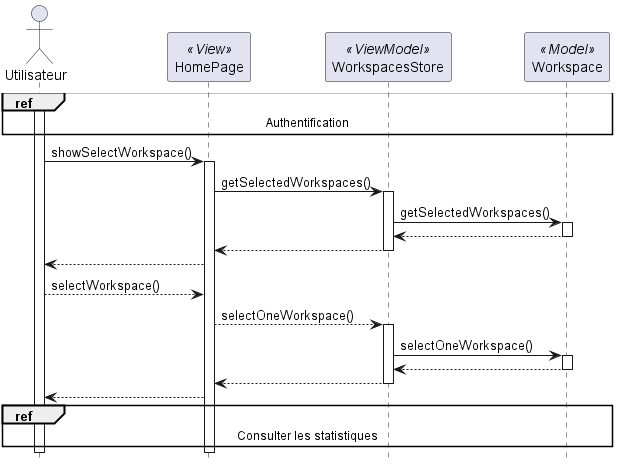 Utilisateur
«View»
HomePage
«ViewModel»
WorkspacesStore
«Model»
Workspace
ref
Authentification
showSelectWorkspace()
getSelectedWorkspaces()
getSelectedWorkspaces()
selectWorkspace()
selectOneWorkspace()
selectOneWorkspace()
ref
Consulter les statistiques